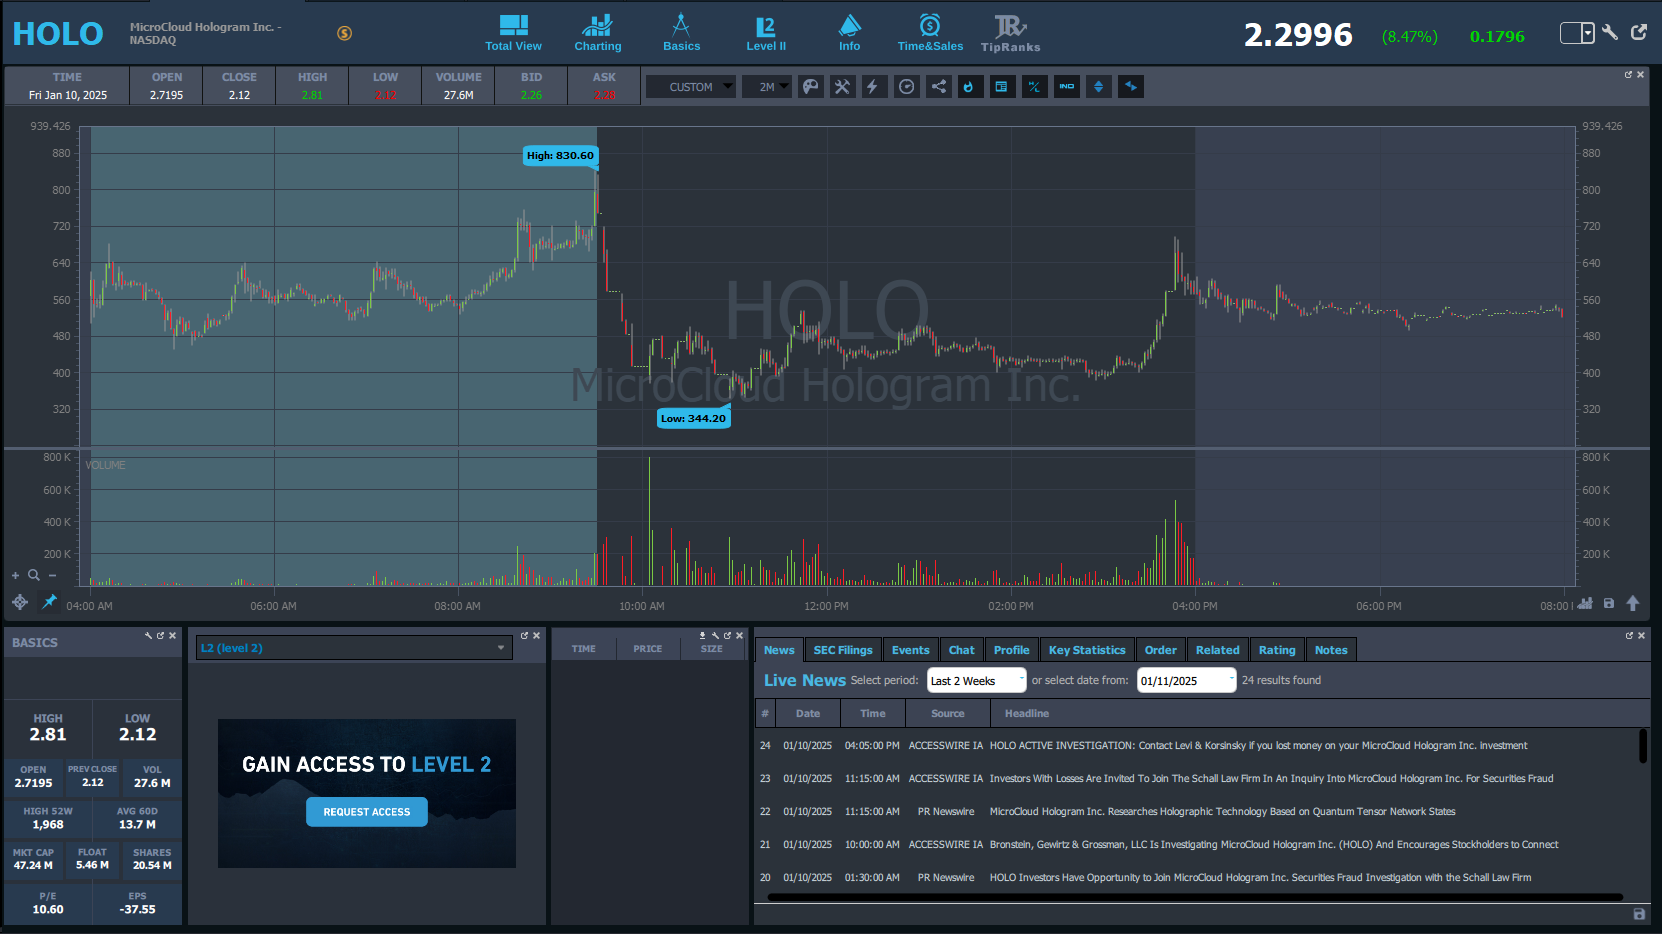 HOLO
MicroCloud Hologram Inc. -
NASDAQ
Total View
Charting
Basics
L2
Level II
Info
Time&Sales
TipRanks
2.2996
(8.47%)
0.1796
TIME OPEN CLOSE HIGH LOW VOLUME BID ASK
Fri Jan 10, 2025 2.7195 2.12 2.81 2.12 27.6M 2.26 2.28
CUSTOM
2M
939.426 939.426
880 880
High: 830.60
800 800
720 720
640 640
560 560
480 480
400 400
320 320
HOLO
MicroCloud Hologram Inc.
Low: 344.20
800 K 800 K
VOLUME
600 K 600 K
400 K 400 K
200 K 200 K
04:00 AM 06:00 AM 08:00 AM 10:00 AM 12:00 PM 02:00 PM 04:00 PM 06:00 PM 08:00
BASICS
HIGH LOW
2.81 2.12
OPEN PREV CLOSE VOL
2.7195 2.12 27.6 M
HIGH 52W AVG 60D
1,968 13.7 M
MKT CAP FLOAT SHARES
47.24 M 5.46 M 20.54 M
P/E EPS
10.60 -37.55
L2 (level 2)
GAIN ACCESS TO LEVEL 2
REQUEST ACCESS
TIME PRICE SIZE
News SEC Filings Events Chat Profile Key Statistics Order Related Rating Notes
Live News Select period: Last 2 Weeks or select date from: 01/11/2025 24 results found
# Date Time Source Headline
24 01/10/2025 04:05:00 PM ACCESSWIRE IA HOLO ACTIVE INVESTIGATION: Contact Levi & Korsinsky if you lost money on your MicroCloud Hologram Inc. Investment
23 01/10/2025 11:15:00 AM ACCESSWIRE IA Investors With Losses Are Invited To Join The Schall Law Firm In An Inquiry Into MicroCloud Hologram Inc. For Securities Fraud
22 01/10/2025 11:15:00 AM PR Newswire MicroCloud Hologram Inc. Researches Holographic Technology Based on Quantum Tensor Network States
21 01/10/2025 10:00:00 AM ACCESSWIRE IA Bronstein, Gewirtz & Grossman, LLC Is Investigating MicroCloud Hologram Inc. (HOLO) And Encourages Stockholders to Connect
20 01/10/2025 01:30:00 AM PR Newswire HOLO Investors Have Opportunity to Join MicroCloud Hologram Inc. Securities Fraud Investigation with the Schall Law Firm